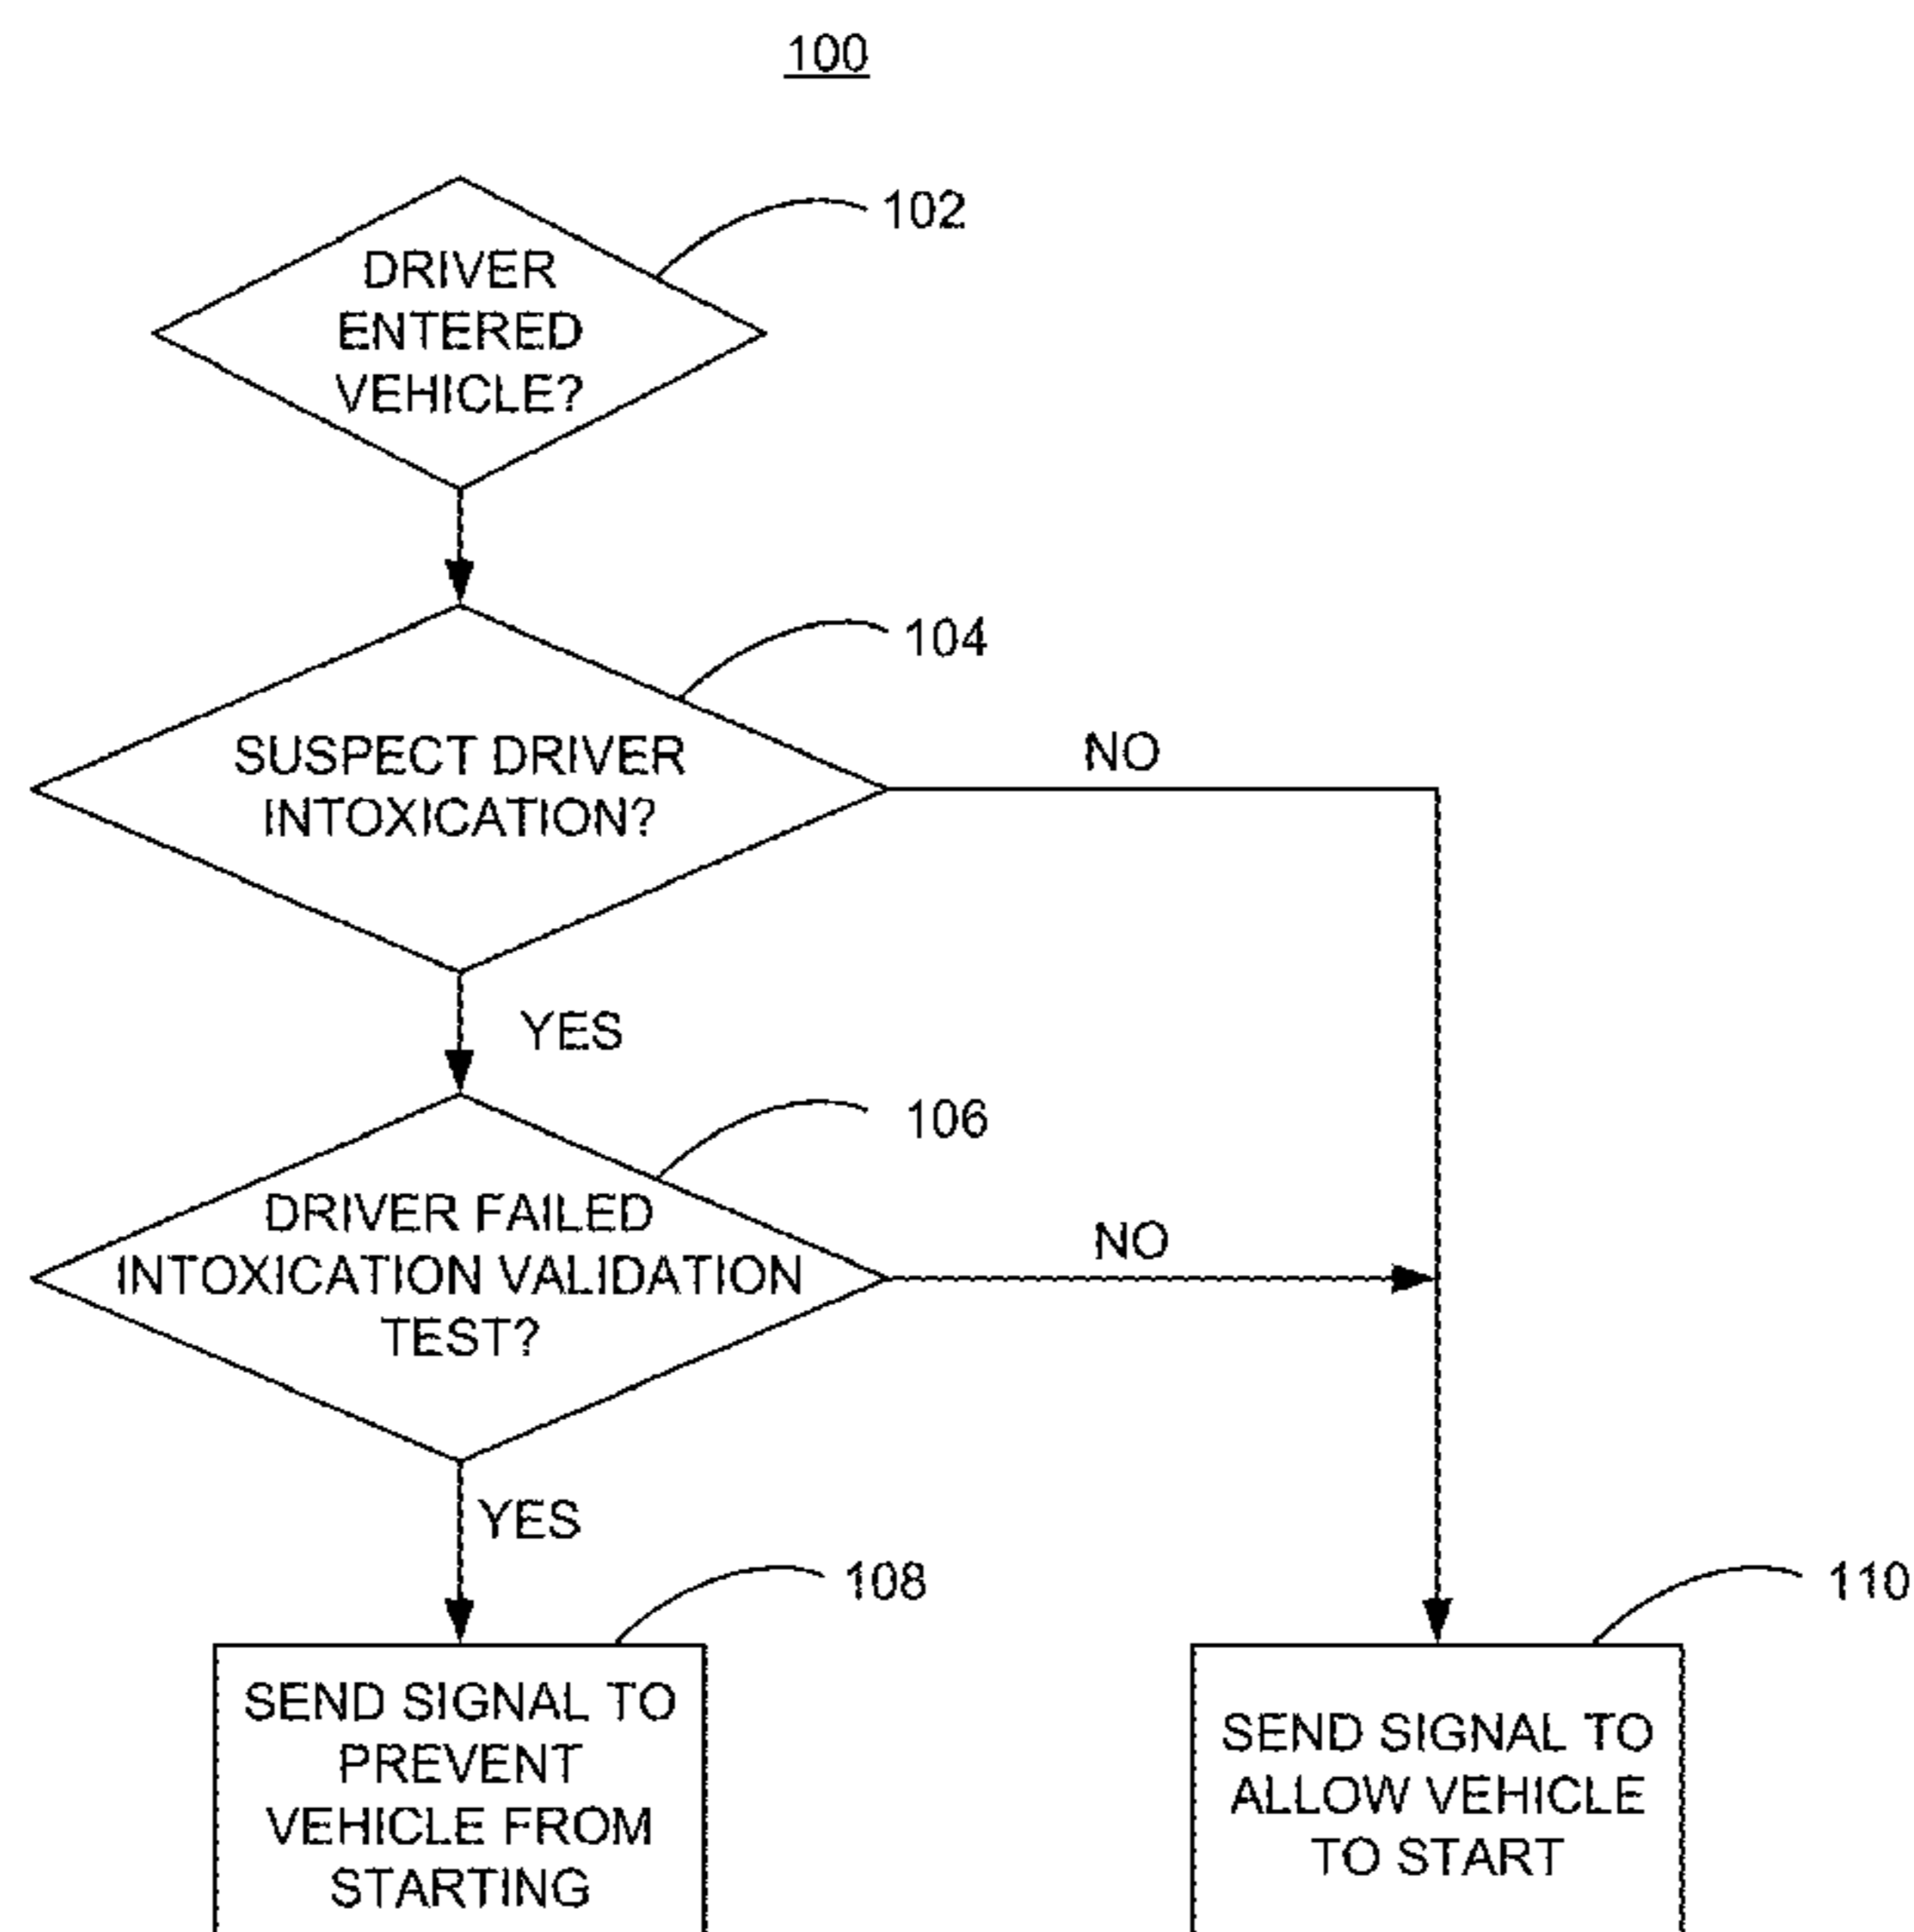 100
102
DRIVER
ENTERED
VEHICLE?
104
SUSPECT DRIVER
INTOXICATION?
NO
YES
106
DRIVER FAILED
INTOXICATION VALIDATION
TEST?
NO
YES
108
SEND SIGNAL TO
PREVENT
VEHICLE FROM
STARTING
110
SEND SIGNAL TO
ALLOW VEHICLE
TO START